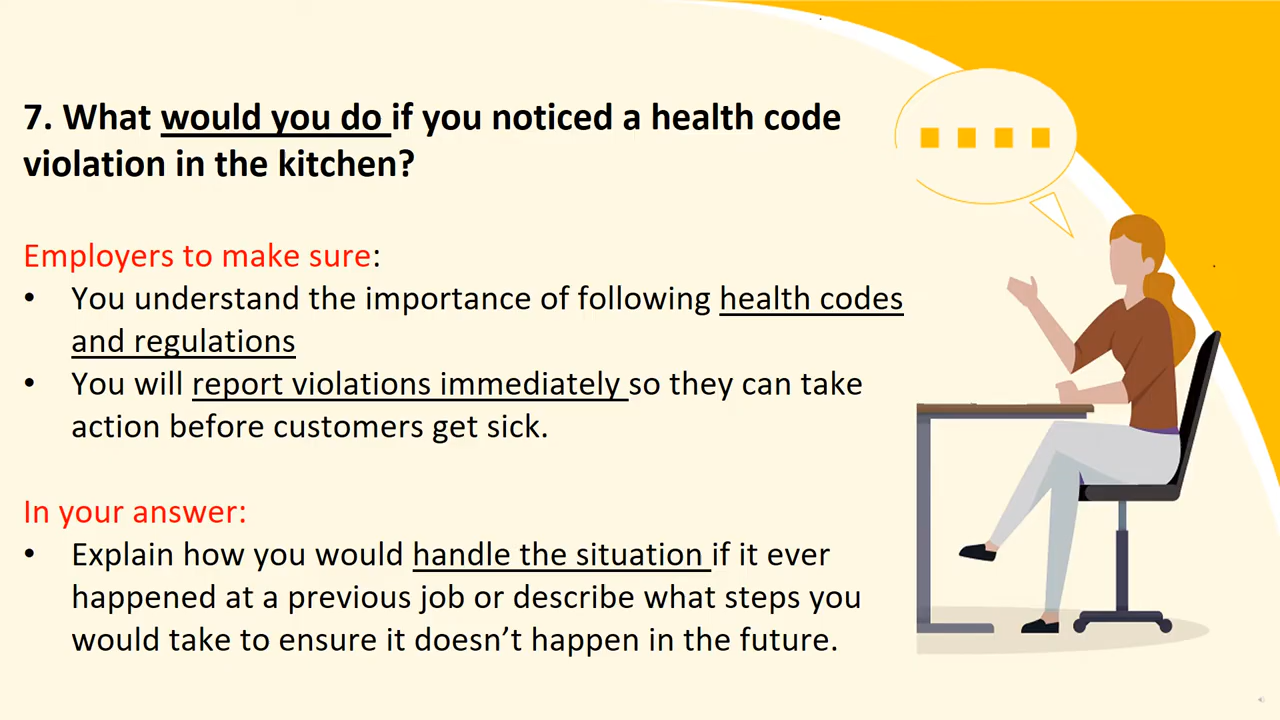 7. What would you do if you noticed a health code
violation in the kitchen?
Employers to make sure:
• You understand the importance of following health codes
and regulations
• You will report violations immediately so they can take
action before customers get sick.
In your answer:
• Explain how you would handle the situation if it ever
happened at a previous job or describe what steps you
would take to ensure it doesn’t happen in the future.